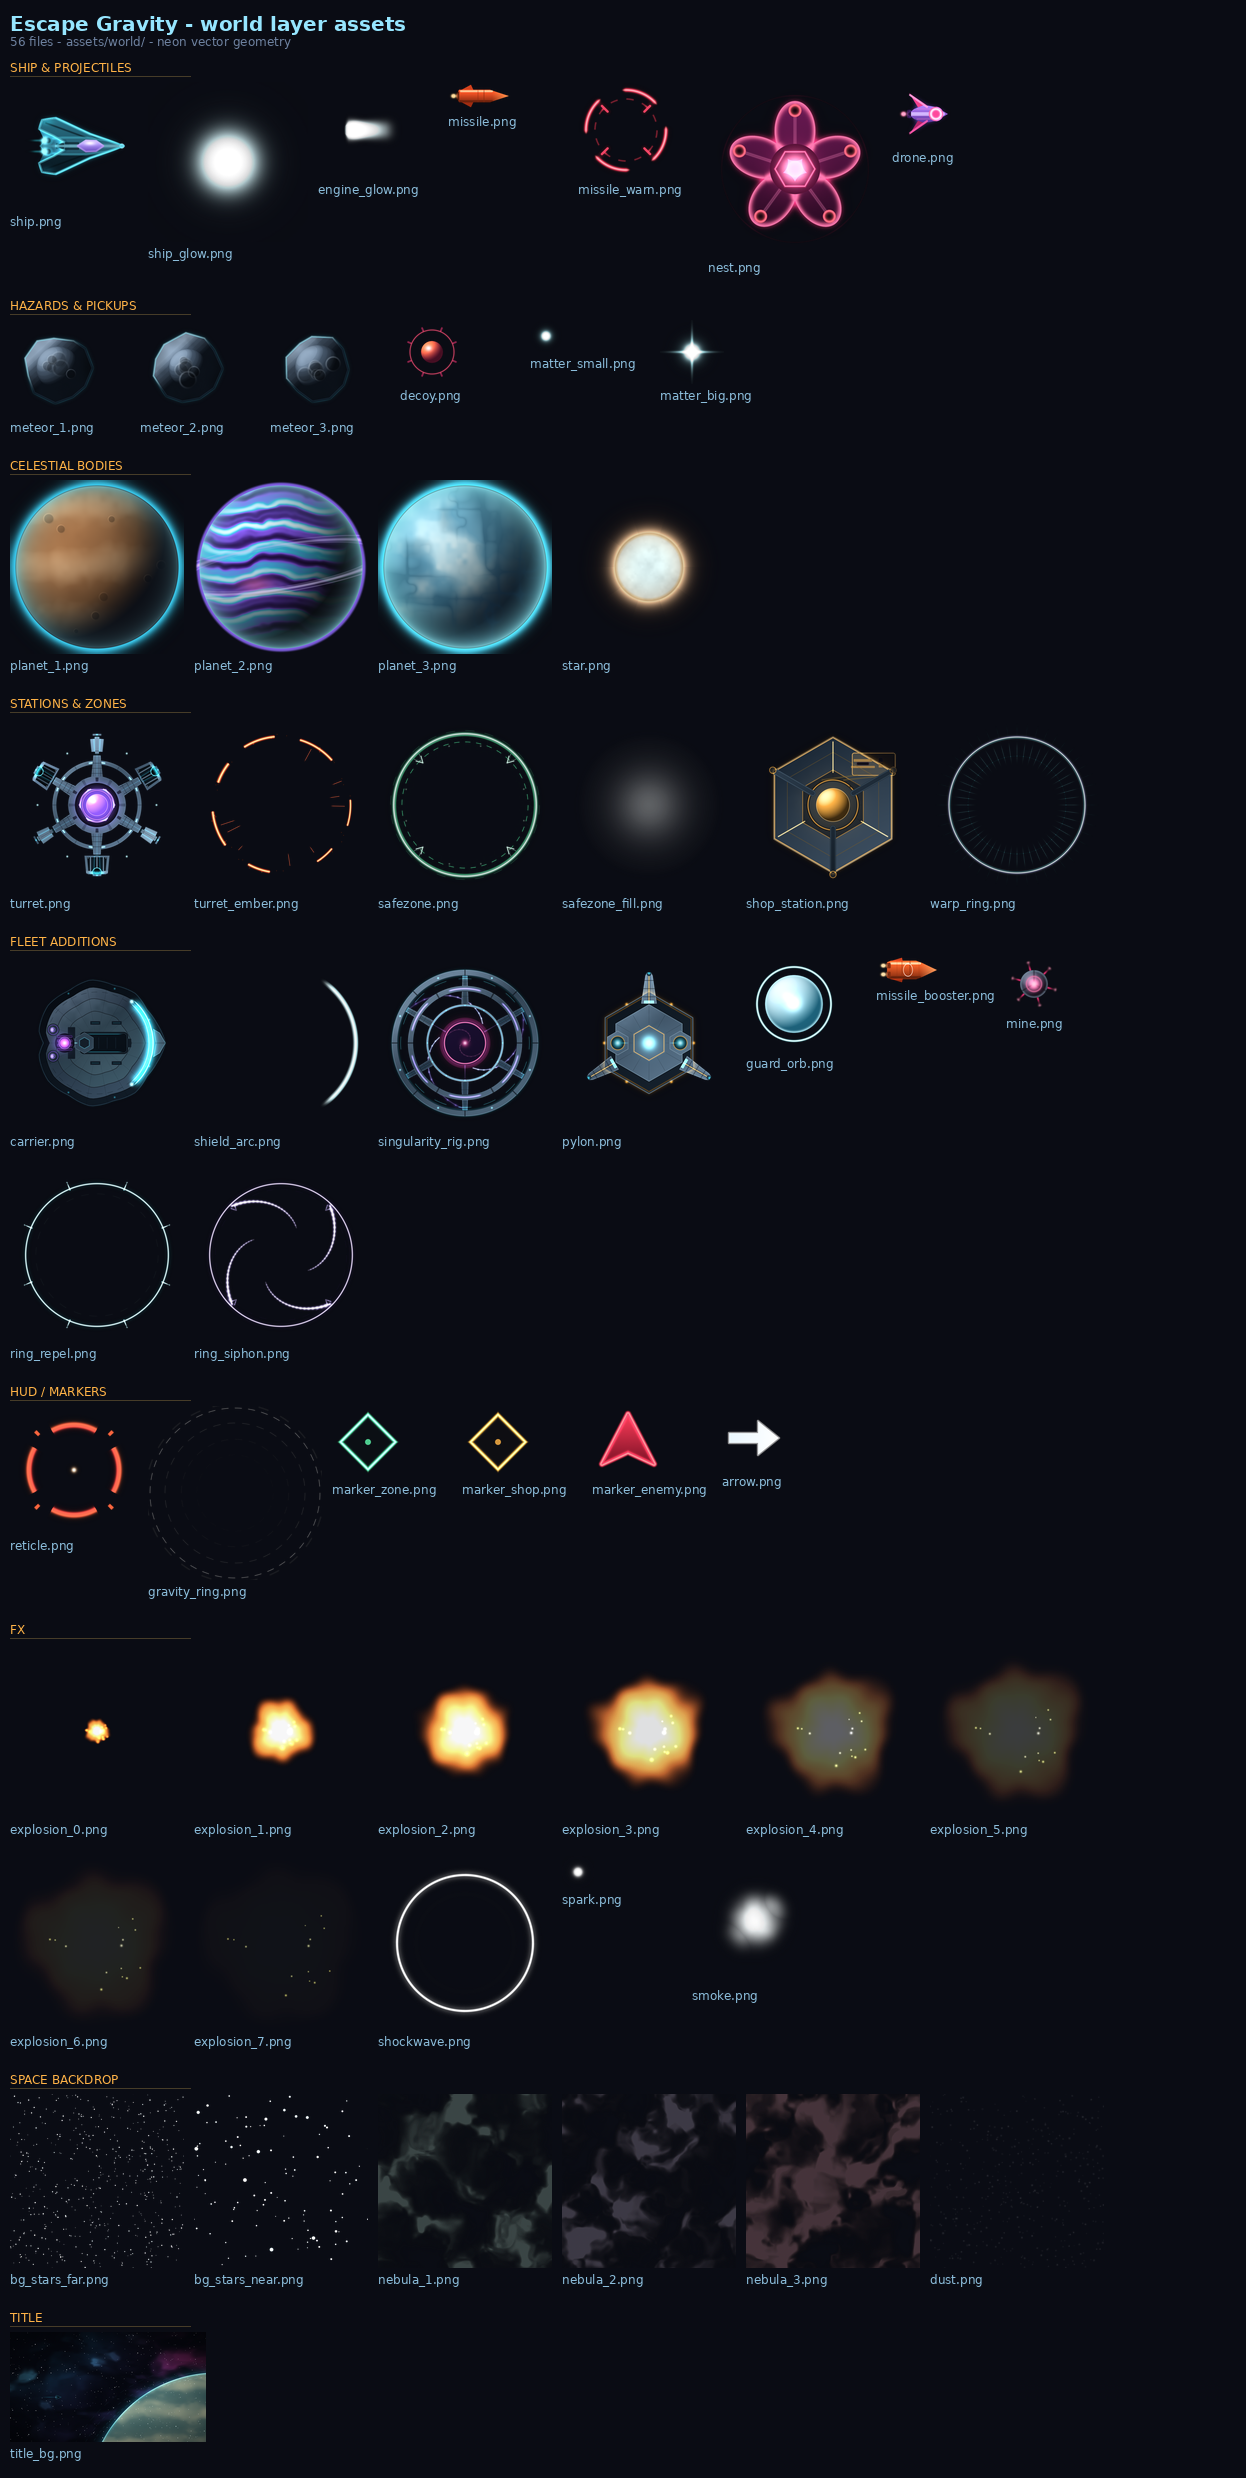 Escape Gravity - world layer assets
56 files - assets/world/ - neon vector geometry
SHIP & PROJECTILES
ship.png
ship_glow.png
engine_glow.png
missile.png
missile_warn.png
nest.png
drone.png
HAZARDS & PICKUPS
meteor_1.png
meteor_2.png
meteor_3.png
decoy.png
matter_small.png
matter_big.png
CELESTIAL BODIES
planet_1.png
planet_2.png
planet_3.png
star.png
STATIONS & ZONES
turret.png
turret_ember.png
safezone.png
safezone_fill.png
shop_station.png
warp_ring.png
FLEET ADDITIONS
carrier.png
shield_arc.png
singularity_rig.png
pylon.png
guard_orb.png
missile_booster.png
mine.png
ring_repel.png
ring_siphon.png
HUD / MARKERS
reticle.png
gravity_ring.png
marker_zone.png
marker_shop.png
marker_enemy.png
arrow.png
FX
explosion_0.png
explosion_1.png
explosion_2.png
explosion_3.png
explosion_4.png
explosion_5.png
explosion_6.png
explosion_7.png
shockwave.png
spark.png
smoke.png
SPACE BACKDROP
bg_stars_far.png
bg_stars_near.png
nebula_1.png
nebula_2.png
nebula_3.png
dust.png
TITLE
title_bg.png